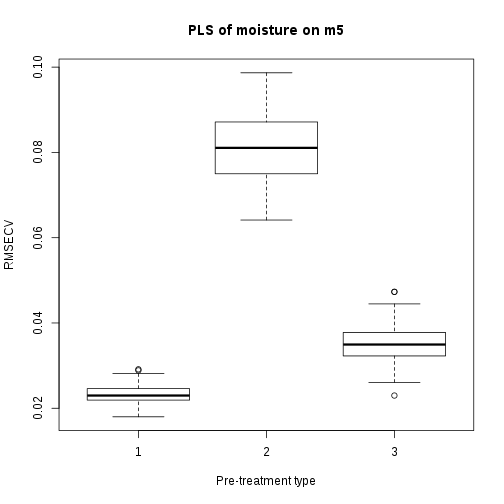 PLS of moisture on m5
RMSECV
0.10
0.08
0.06
0.04
0.02
1 2 3
Pre-treatment type